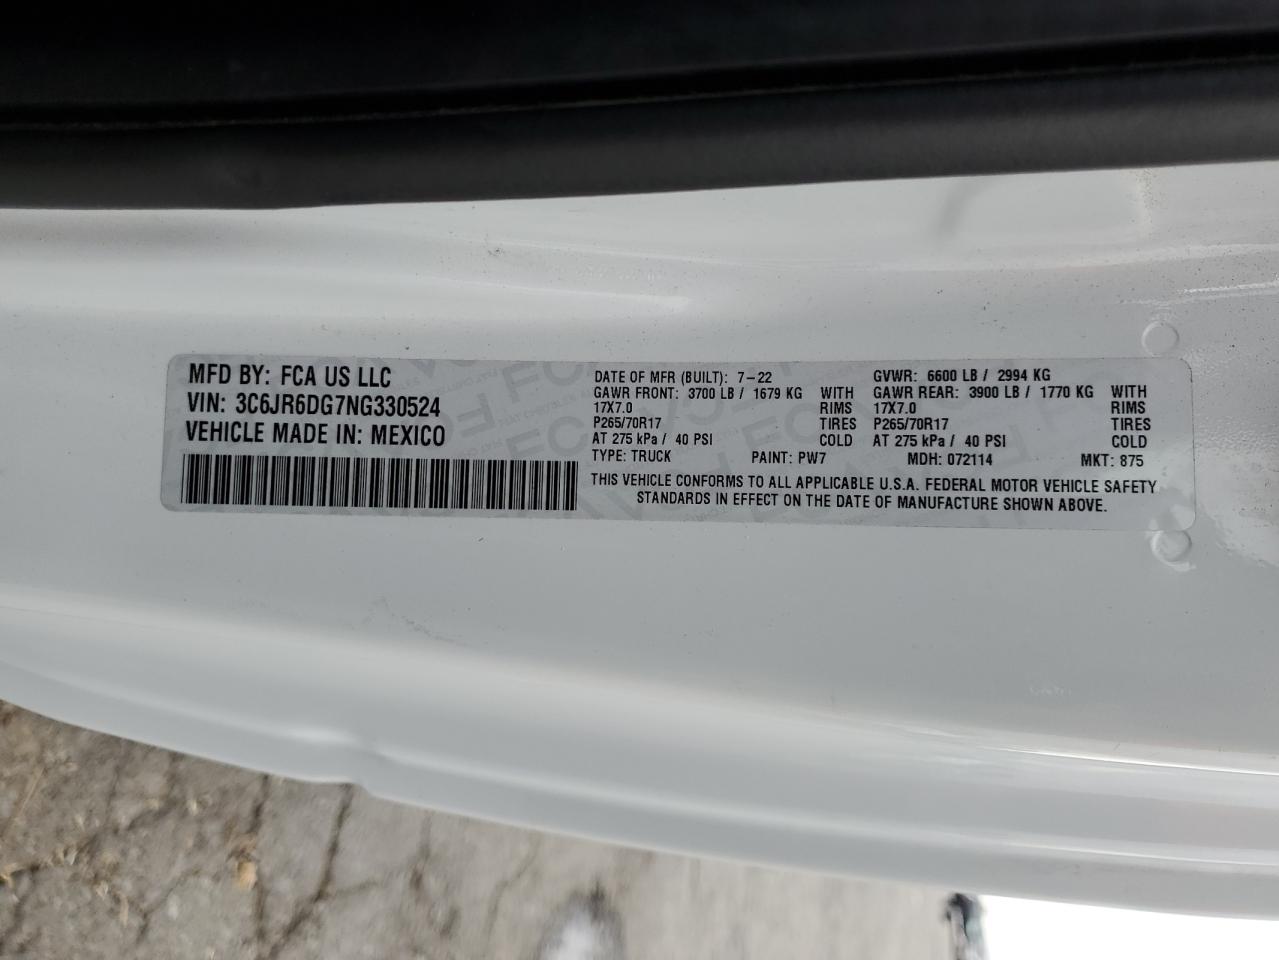 MFD BY: FCA US LLC
VIN: 3C6JR6DG7NG330524
VEHICLE MADE IN: MEXICO
DATE OF MFR (BUILT): 7-22 GVWR: 6600 LB / 2994 KG
GAWR FRONT: 3700 LB / 1679 KG WITH GAWR REAR: 3900 LB / 1770 KG WITH
17X7.0 RIMS 17X7.0 RIMS
P265/70R17 TIRES P265/70R17 TIRES
AT 275 kPa / 40 PSI COLD AT 275 kPa / 40 PSI COLD
TYPE: TRUCK PAINT: PW7 MDH: 072114 MKT: 875
THIS VEHICLE CONFORMS TO ALL APPLICABLE U.S.A. FEDERAL MOTOR VEHICLE SAFETY
STANDARDS IN EFFECT ON THE DATE OF MANUFACTURE SHOWN ABOVE.